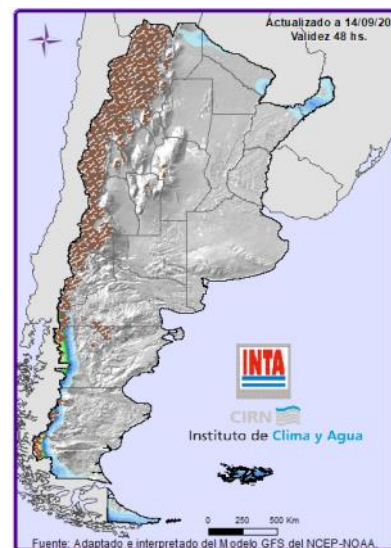 Actualizado a 14/09/20
Validez 48 hs.
INTA
CIRN
Instituto de Clima y Agua
0 250 500 Km
Fuente: Adaptado e interpretado del Modelo GFS del NCEP-NOAA.